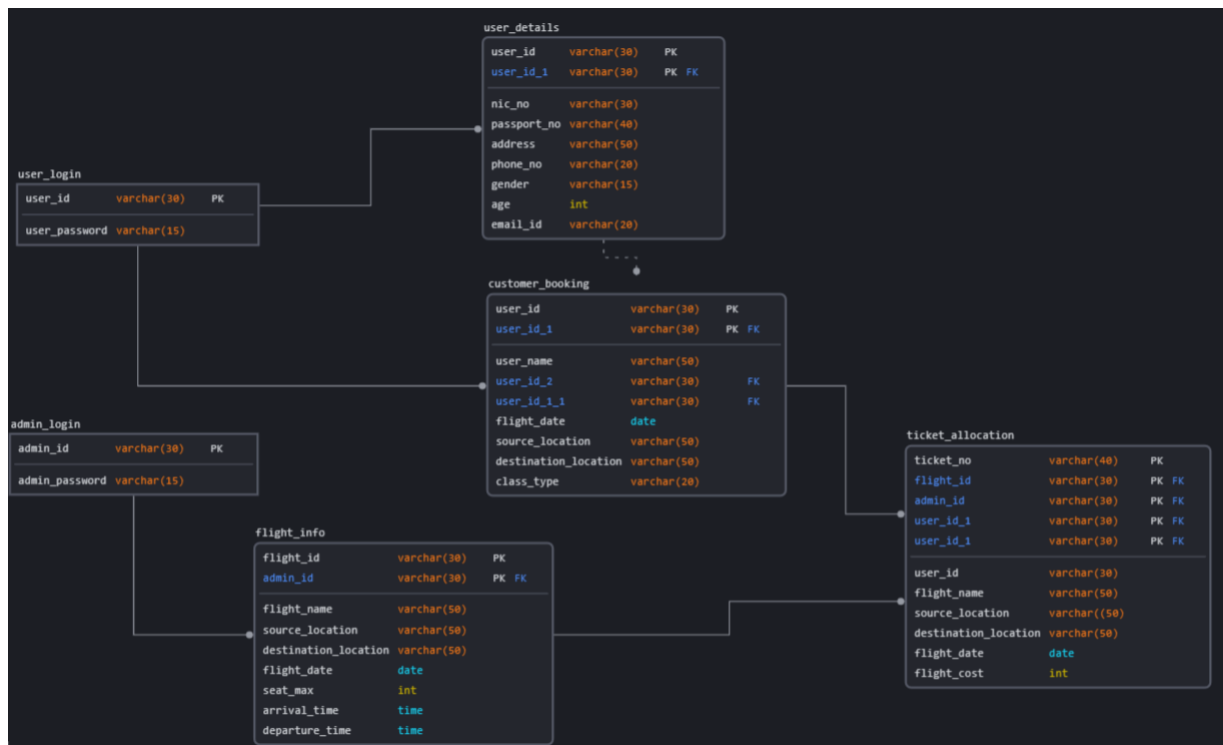 user_details
user_id varchar(30) PK
user_id_1 varchar(30) PK FK
nic_no varchar(30)
passport_no varchar(40)
address varchar(50)
phone_no varchar(20)
gender varchar(15)
age int
email_id varchar(20)
user_login
user_id varchar(30) PK
user_password varchar(15)
customer_booking
user_id varchar(30) PK
user_id_1 varchar(30) PK FK
user_name varchar(50)
user_id_2 varchar(30) FK
user_id_1_1 varchar(30) FK
flight_date date
source_location varchar(50)
destination_location varchar(50)
class_type varchar(20)
admin_login
admin_id varchar(30) PK
admin_password varchar(15)
flight_info
flight_id varchar(30) PK
admin_id varchar(30) PK FK
flight_name varchar(50)
source_location varchar(50)
destination_location varchar(50)
flight_date date
seat_max int
arrival_time time
departure_time time
ticket_allocation
ticket_no varchar(40) PK
flight_id varchar(30) PK FK
admin_id varchar(30) PK FK
user_id_1 varchar(30) PK FK
user_id_1 varchar(30) PK FK
user_id varchar(30)
flight_name varchar(50)
source_location varchar((50)
destination_location varchar(50)
flight_date date
flight_cost int